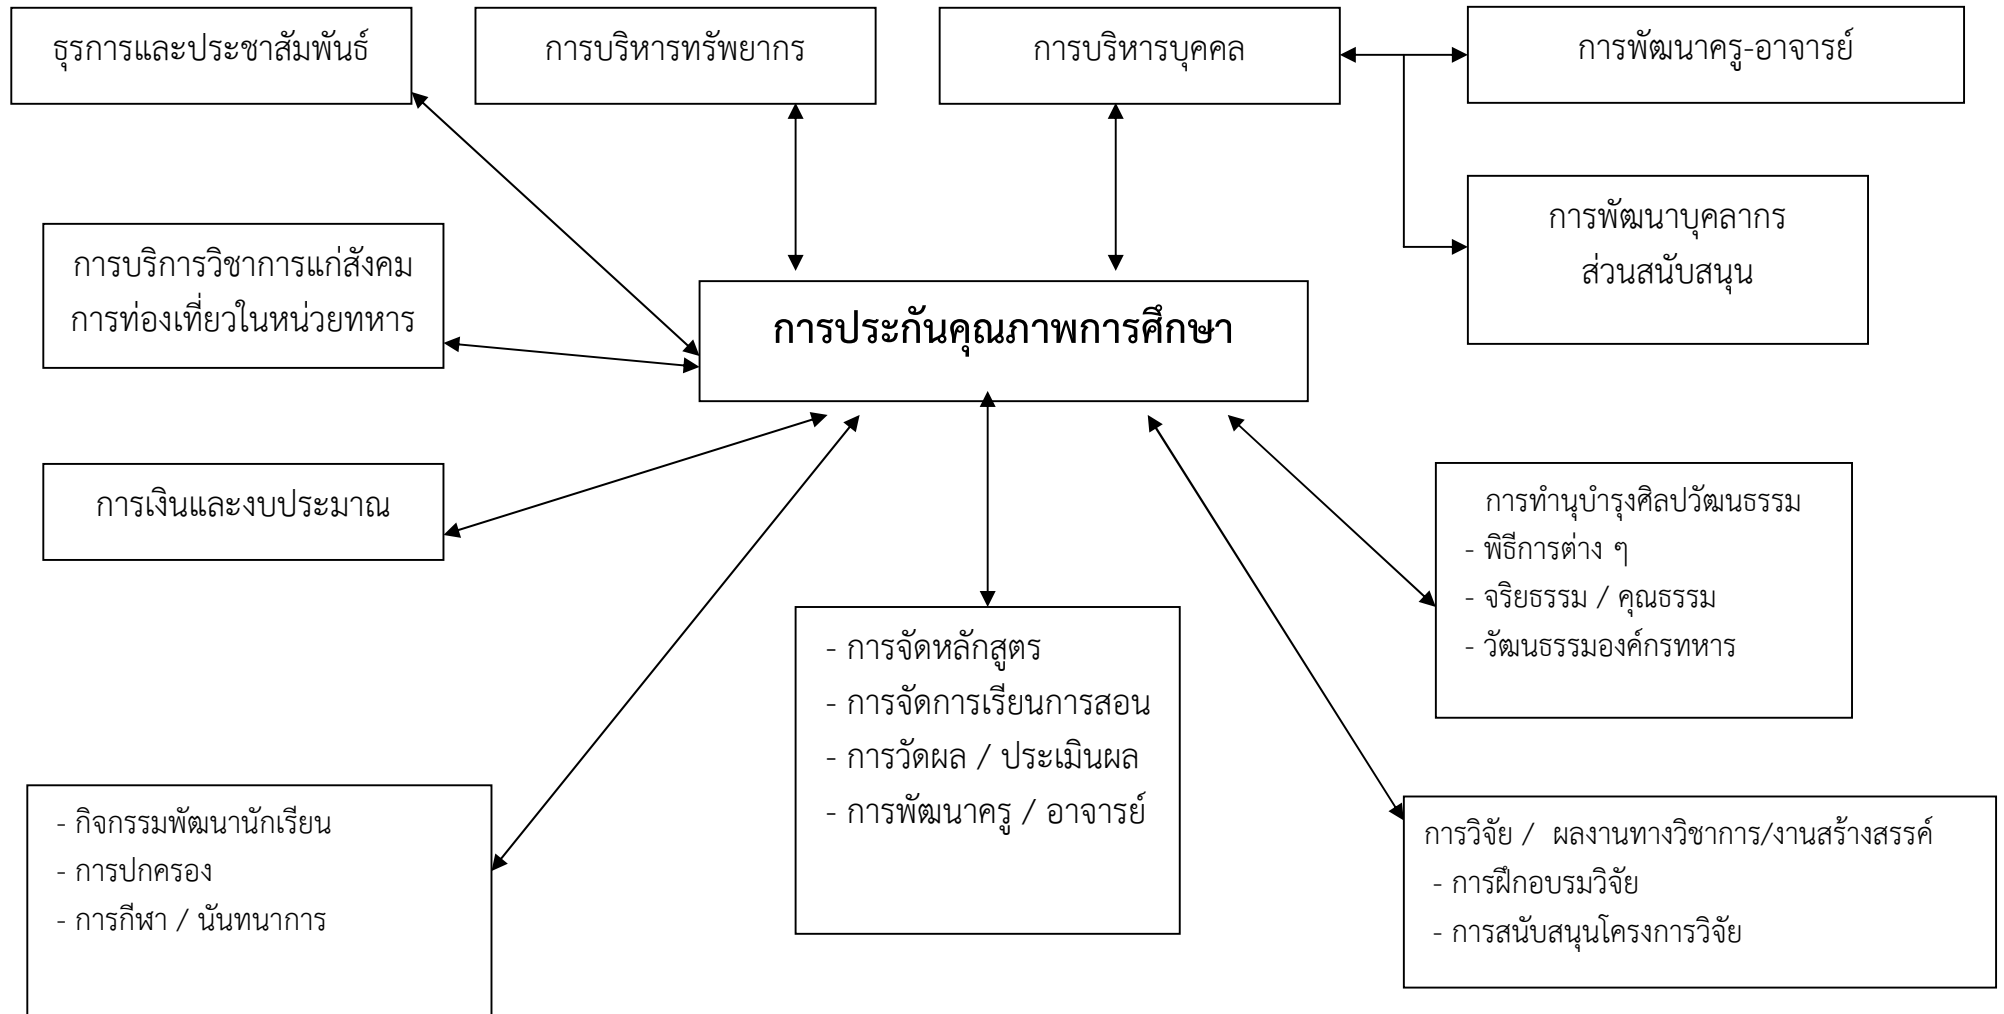 ธุรการและประชาสัมพันธ์
การบริหารทรัพยากร
การบริหารบุคคล
การพัฒนาครู-อาจารย์
การพัฒนาบุคลากร
ส่วนสนับสนุน
การบริการวิชาการแก่สังคม
การท่องเที่ยวในหน่วยทหาร
การประกันคุณภาพการศึกษา
การเงินและงบประมาณ
การทำนุบำรุงศิลปวัฒนธรรม
- พิธีการต่าง ๆ
- จริยธรรม / คุณธรรม
- วัฒนธรรมองค์กรทหาร
- การจัดหลักสูตร
- การจัดการเรียนการสอน
- การวัดผล / ประเมินผล
- การพัฒนาครู / อาจารย์
- กิจกรรมพัฒนานักเรียน
- การปกครอง
- การกีฬา / นันทนาการ
การวิจัย / ผลงานทางวิชาการ/งานสร้างสรรค์
- การฝึกอบรมวิจัย
- การสนับสนุนโครงการวิจัย